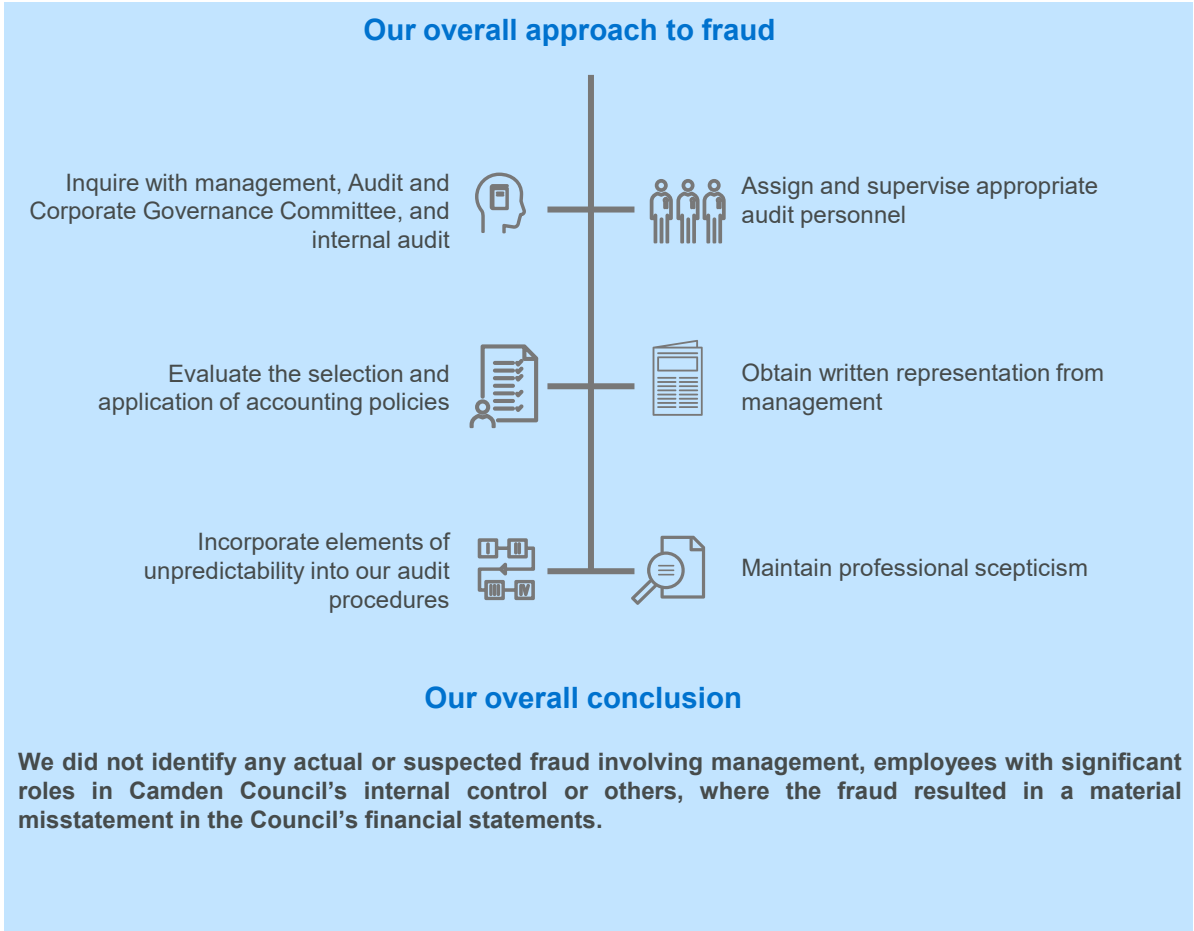 Our overall approach to fraud
Inquire with management, Audit and
Corporate Governance Committee, and
internal audit
Assign and supervise appropriate
audit personnel
Evaluate the selection and
application of accounting policies
Obtain written representation from
management
Incorporate elements of
unpredictability into our audit
procedures
I II
III IV
Maintain professional scepticism
Our overall conclusion
We did not identify any actual or suspected fraud involving management, employees with significant
roles in Camden Council’s internal control or others, where the fraud resulted in a material
misstatement in the Council’s financial statements.